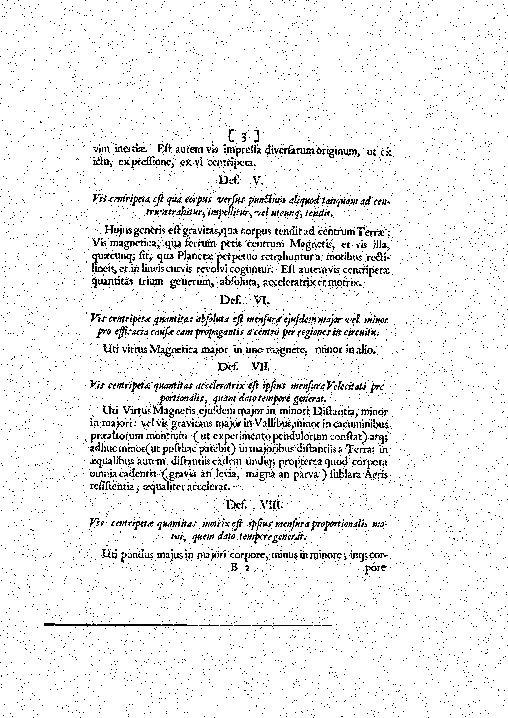 [ 3 ]
vim inertiæ. Est autem vis impressa diversarum originum, ut ex
ictu, expressione, ex vi centripeta.
Def. V.
Vis centripeta est qua corpus versus punctum aliquod tanquam ad cen-
trum trahitur, impellitur, vel utcunq; tendit.
Hujus generis est gravitas, qua corpus tendit ad centrum Terræ;
Vis magnetica, qua ferrum petit centrum Magnetis, et vis illa,
quæcunq; sit, qua Planetæ perpetuo retrahuntur a motibus recti-
lineis, et in lineis curvis revolvi coguntur. Est autem vis centripetæ
quantitas trium generum, absoluta, acceleratrix et motrix.
Def. VI.
Vis centripetæ quantitas absoluta est mensura ejusdem major vel minor
pro efficacia causæ eam propagantis a centro per regiones in circuitu.
Uti virtus Magnetica major in uno magnete, minor in alio.
Def. VII.
Vis centripetæ quantitas acceleratrix est ipsius mensura Velocitati pro
portionalis, quam dato tempore generat.
Uti Virtus Magnetis ejusdem major in minori Distantia, minor
in majori: vel vis gravitans major in Vallibus, minor in cacuminibus
præaltorum montium (ut experimento pendulorum constat) atq;
adhuc minor (ut posthac patebit) in majoribus distantiis a Terra; in
æqualibus autem distantiis eadem undiq; propterea quod corpora
omnia cadentia (gravia an levia, magna an parva) sublata Aeris
resistentia, æqualiter accelerat.
Def. VIII.
Vis centripetæ quantitas motrix est ipsius mensura proportionalis mo-
tui, quem dato tempore generat.
Uti pondus majus in majori corpore, minus in minore; inq; cor-
B 2
pore